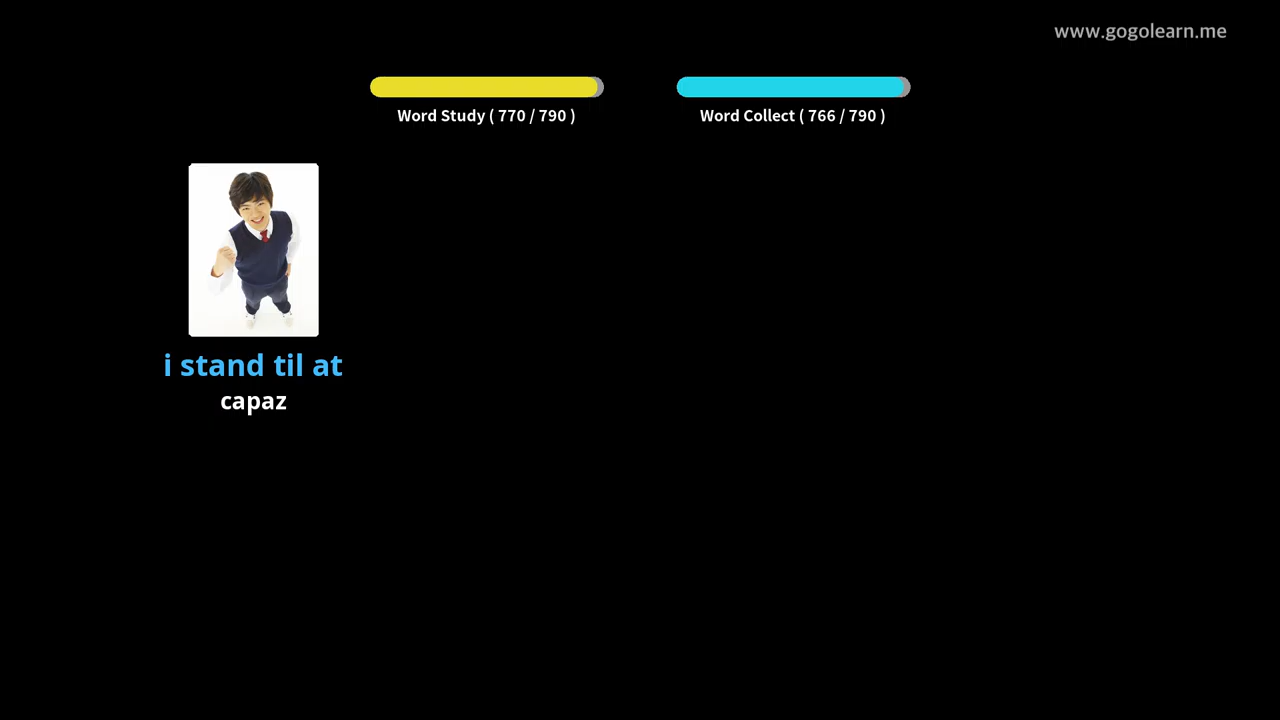 www.gogolearn.me
Word Study ( 770 / 790 )
Word Collect ( 766 / 790 )
i stand til at
capaz